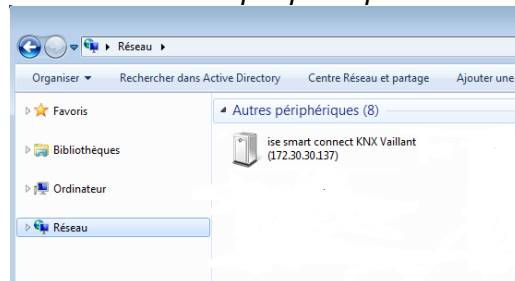 Réseau
Organiser Rechercher dans Active Directory Centre Réseau et partage Ajouter une
Favoris
Bibliothèques
Ordinateur
Réseau
Autres périphériques (8)
ise smart connect KNX Vaillant
(172.30.30.137)